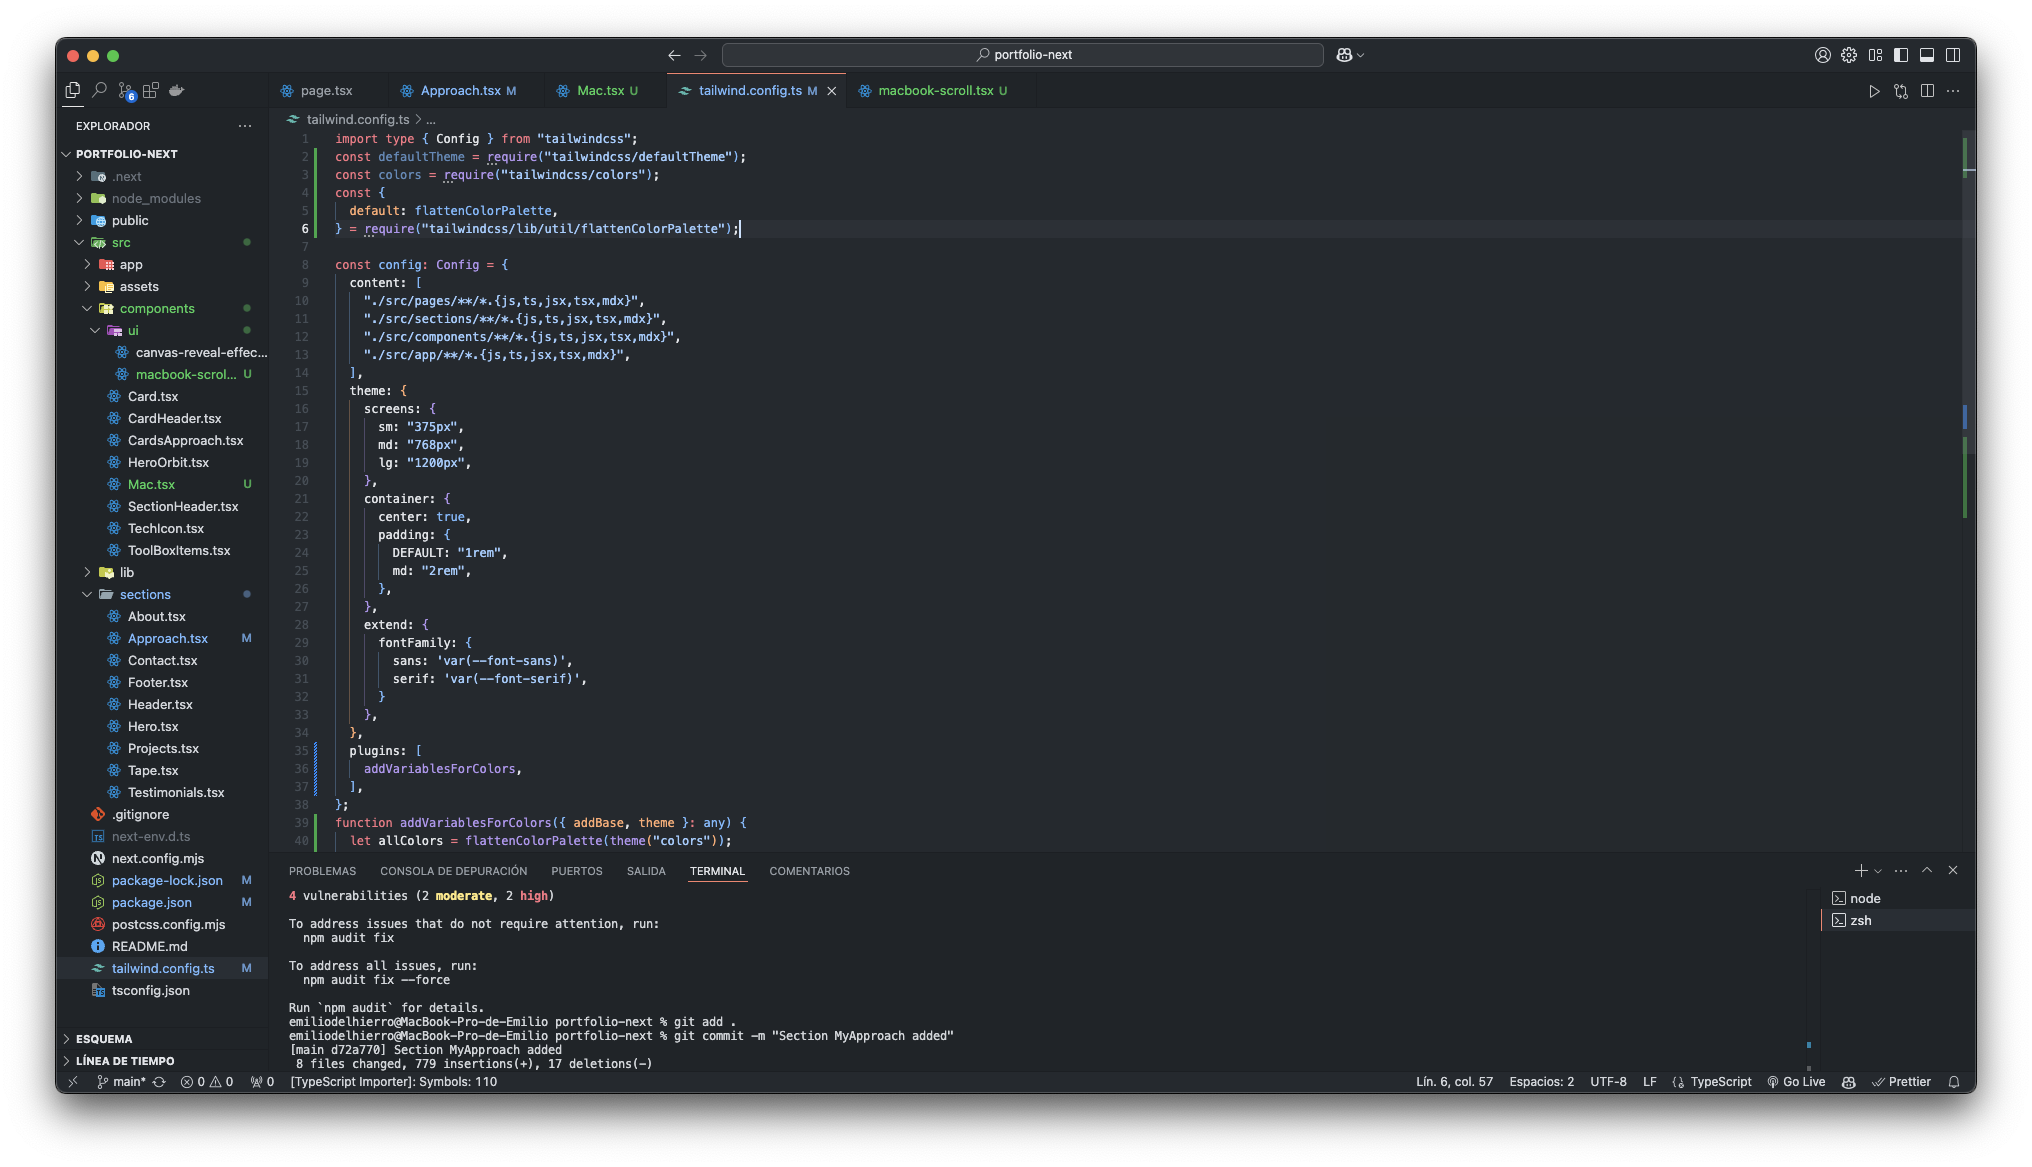 portfolio-next
6
page.tsx
Approach.tsx M
Mac.tsx U
tailwind.config.ts M
macbook-scroll.tsx U
EXPLORADOR
PORTFOLIO-NEXT
.next
node_modules
public
src
app
assets
components
ui
canvas-reveal-effec...
macbook-scrol... U
Card.tsx
CardHeader.tsx
CardsApproach.tsx
HeroOrbit.tsx
Mac.tsx U
SectionHeader.tsx
TechIcon.tsx
ToolBoxItems.tsx
lib
sections
About.tsx
Approach.tsx M
Contact.tsx
Footer.tsx
Header.tsx
Hero.tsx
Projects.tsx
Tape.tsx
Testimonials.tsx
.gitignore
next-env.d.ts
next.config.mjs
package-lock.json M
package.json M
postcss.config.mjs
README.md
tailwind.config.ts M
tsconfig.json
ESQUEMA
LÍNEA DE TIEMPO
tailwind.config.ts > ...
1 import type { Config } from "tailwindcss";
2 const defaultTheme = require("tailwindcss/defaultTheme");
3 const colors = require("tailwindcss/colors");
4 const {
5   default: flattenColorPalette,
6 } = require("tailwindcss/lib/util/flattenColorPalette");
7
8 const config: Config = {
9   content: [
10     "./src/pages/**/*.{js,ts,jsx,tsx,mdx}",
11     "./src/sections/**/*.{js,ts,jsx,tsx,mdx}",
12     "./src/components/**/*.{js,ts,jsx,tsx,mdx}",
13     "./src/app/**/*.{js,ts,jsx,tsx,mdx}",
14   ],
15   theme: {
16     screens: {
17       sm: "375px",
18       md: "768px",
19       lg: "1200px",
20     },
21     container: {
22       center: true,
23       padding: {
24         DEFAULT: "1rem",
25         md: "2rem",
26       },
27     },
28     extend: {
29       fontFamily: {
30         sans: 'var(--font-sans)',
31         serif: 'var(--font-serif)',
32       }
33     },
34   },
35   plugins: [
36     addVariablesForColors,
37   ],
38 };
39 function addVariablesForColors({ addBase, theme }: any) {
40   let allColors = flattenColorPalette(theme("colors"));
PROBLEMAS CONSOLA DE DEPURACIÓN PUERTOS SALIDA TERMINAL COMENTARIOS
4 vulnerabilities (2 moderate, 2 high)
To address issues that do not require attention, run:
  npm audit fix
To address all issues, run:
  npm audit fix --force
Run `npm audit` for details.
emiliodelhierro@MacBook-Pro-de-Emilio portfolio-next % git add .
emiliodelhierro@MacBook-Pro-de-Emilio portfolio-next % git commit -m "Section MyApproach added"
[main d72a770] Section MyApproach added
 8 files changed, 779 insertions(+), 17 deletions(-)
node
zsh
main* 0 0 0 [TypeScript Importer]: Symbols: 110
Lín. 6, col. 57 Espacios: 2 UTF-8 LF TypeScript Go Live Prettier